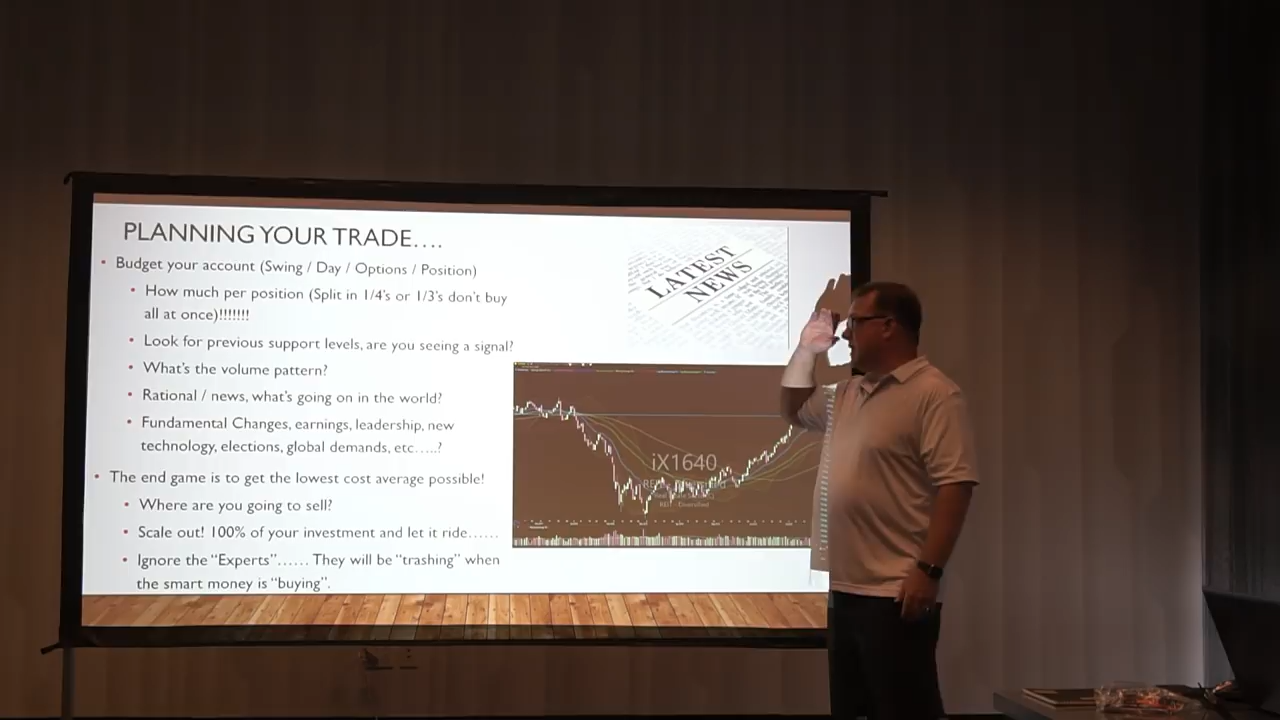 PLANNING YOUR TRADE….
• Budget your account (Swing / Day / Options / Position)
• How much per position (Split in 1/4's or 1/3's don't buy
all at once)!!!!!!!
• Look for previous support levels, are you seeing a signal?
• What's the volume pattern?
• Rational / news, what's going on in the world?
• Fundamental Changes, earnings, leadership, new
technology, elections, global demands, etc…..?
• The end game is to get the lowest cost average possible!
• Where are you going to sell?
• Scale out! 100% of your investment and let it ride……
• Ignore the “Experts”…… They will be “trashing” when
the smart money is “buying”.
LATEST
NEWS
iX1640